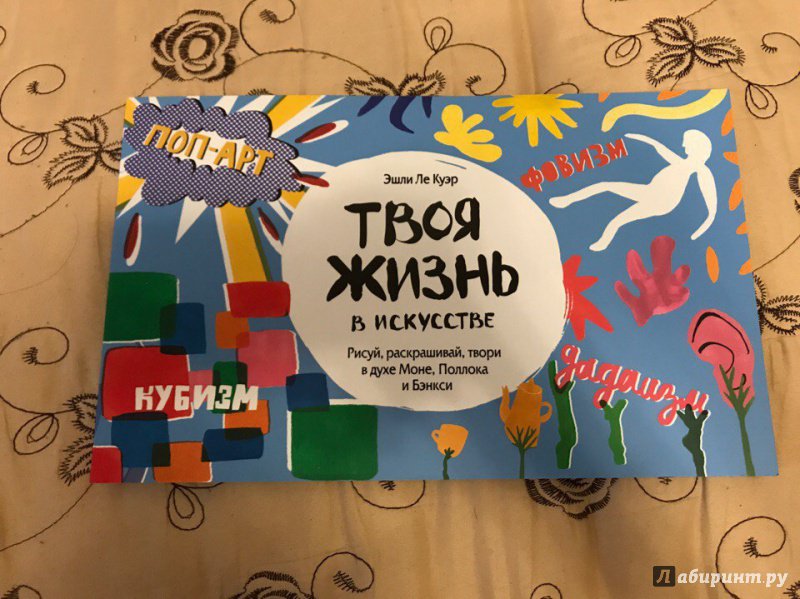 ПОП-АРТ
ФОВИЗМ
Эшли Ле Куэр
ТВОЯ
ЖИЗНЬ
В ИСКУССТВЕ
Рисуй, раскрашивай, твори
в духе Моне, Поллока
и Бэнкси
КУБИЗМ
дадаизм
Лабиринт.ру